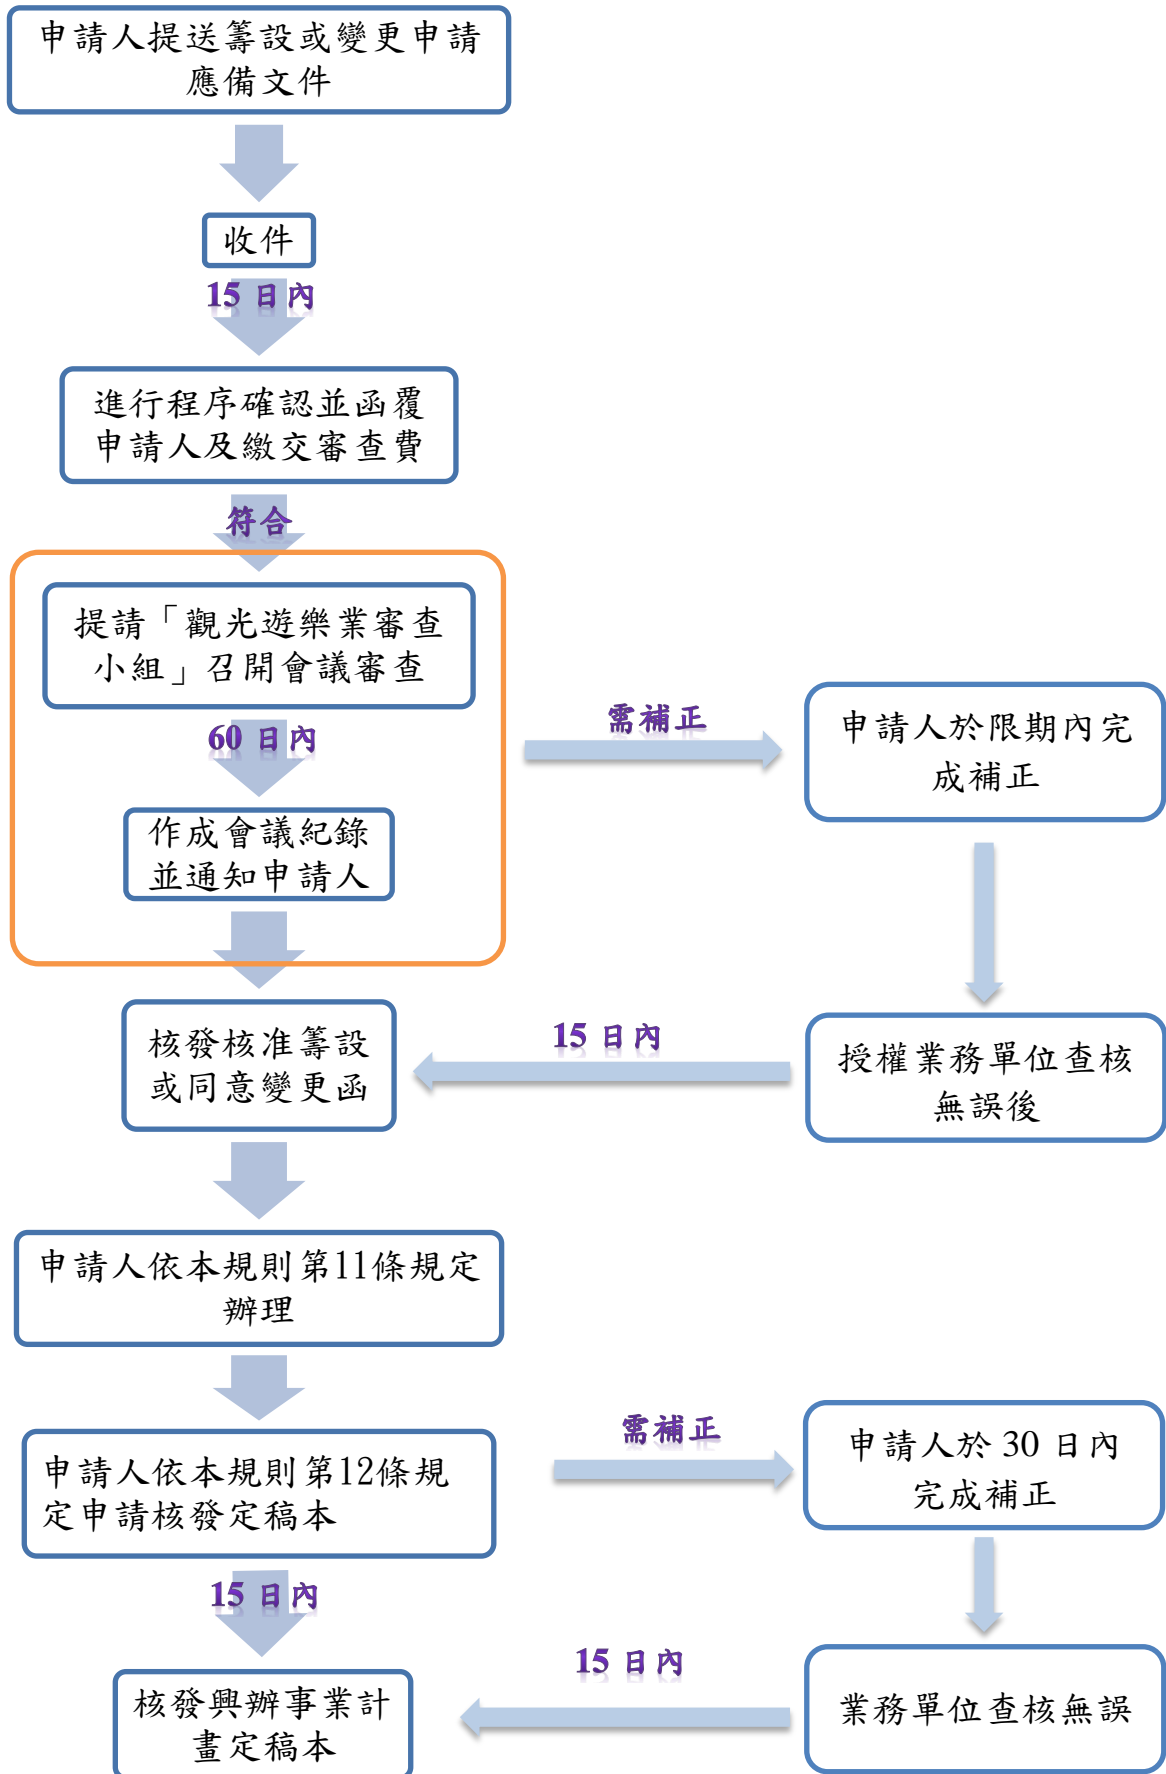 申請人提送籌設或變更申請
應備文件
收件
15 日內
進行程序確認並函覆
申請人及繳交審查費
符合
提請「觀光遊樂業審查
小組」召開會議審查
60 日內
作成會議紀錄
並通知申請人
需補正
申請人於限期內完
成補正
授權業務單位查核
無誤後
15 日內
核發核准籌設
或同意變更函
申請人依本規則第11條規定
辦理
申請人依本規則第12條規
定申請核發定稿本
需補正
申請人於 30 日內
完成補正
業務單位查核無誤
15 日內
15 日內
核發興辦事業計
畫定稿本